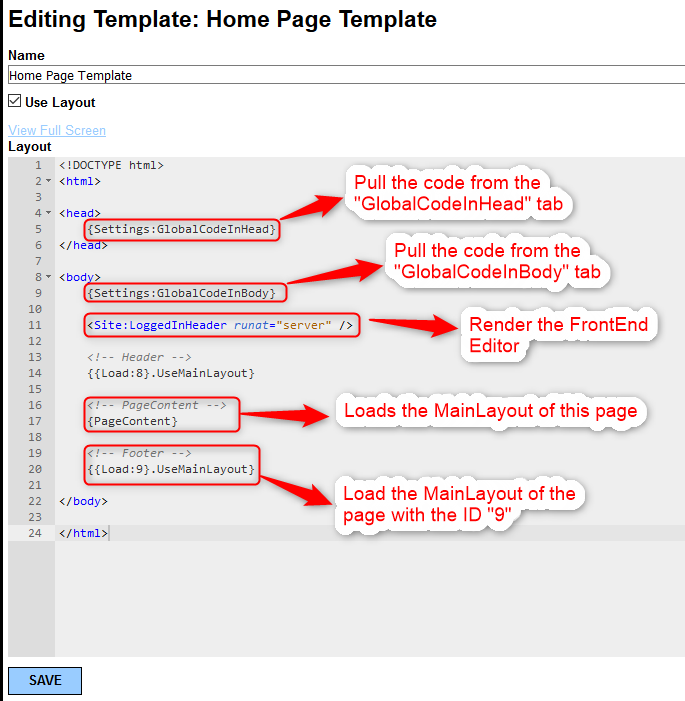 Editing Template: Home Page Template
Name
Home Page Template
Use Layout
View Full Screen
Layout
1 <!DOCTYPE html>
2 <html>
3
4 <head>
5 {Settings:GlobalCodeInHead}
6 </head>
7
8 <body>
9 {Settings:GlobalCodeInBody}
10
11 <Site:LoggedInHeader runat="server" />
12
13 <!-- Header -->
14 {{Load:8}.UseMainLayout}
15
16 <!-- PageContent -->
17 {PageContent}
18
19 <!-- Footer -->
20 {{Load:9}.UseMainLayout}
21
22 </body>
23
24 </html>
Pull the code from the
"GlobalCodeInHead" tab
Pull the code from the
"GlobalCodeInBody" tab
Render the FrontEnd
Editor
Loads the MainLayout of this page
Load the MainLayout of the
page with the ID "9"
SAVE